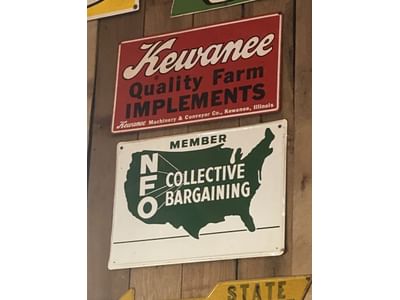 Kewanee
Quality Farm
IMPLEMENTS
Kewanee Machinery & Conveyor Co., Kewanee, Illinois
MEMBER
NFO
COLLECTIVE
BARGAINING
STATE